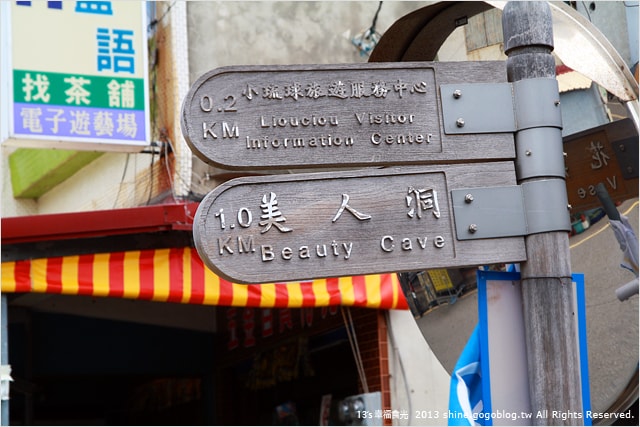 語
找茶舖
電子遊藝場
0.2
KM
小琉球旅遊服務中心
Liouciou Visitor
Information Center
1.0
KM
美人洞
Beauty Cave
花
13's幸福食光 2013 shine.gogoblog.tw All Rights Reserved.